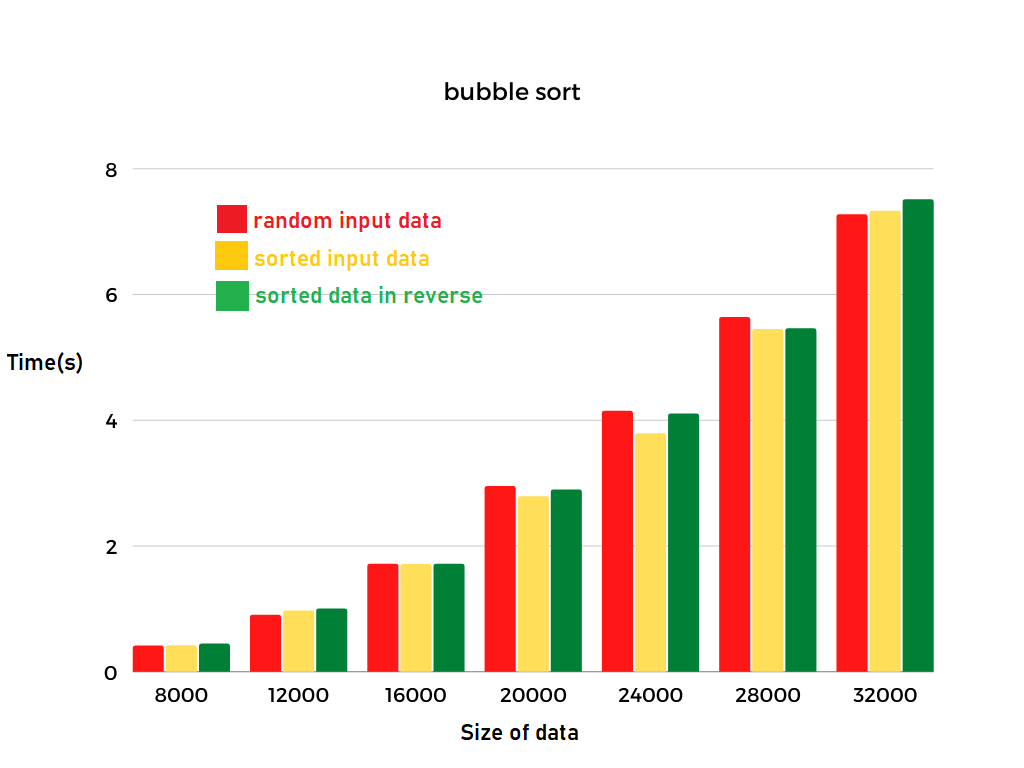 bubble sort
8
random input data
sorted input data
6
sorted data in reverse
Time(s)
4
2
0
8000 12000 16000 20000 24000 28000 32000
Size of data